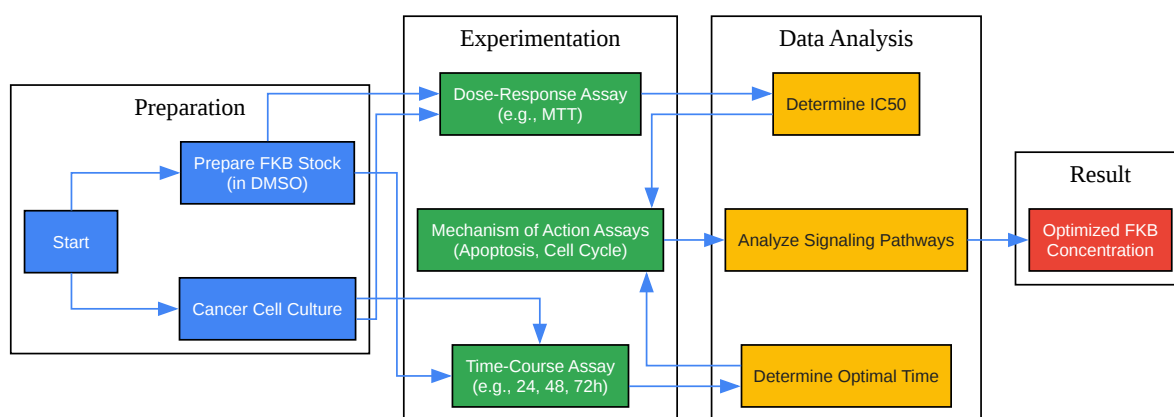 Preparation
Start
Prepare FKB Stock
(in DMSO)
Cancer Cell Culture
Experimentation
Dose-Response Assay
(e.g., MTT)
Mechanism of Action Assays
(Apoptosis, Cell Cycle)
Time-Course Assay
(e.g., 24, 48, 72h)
Data Analysis
Determine IC50
Analyze Signaling Pathways
Determine Optimal Time
Result
Optimized FKB
Concentration